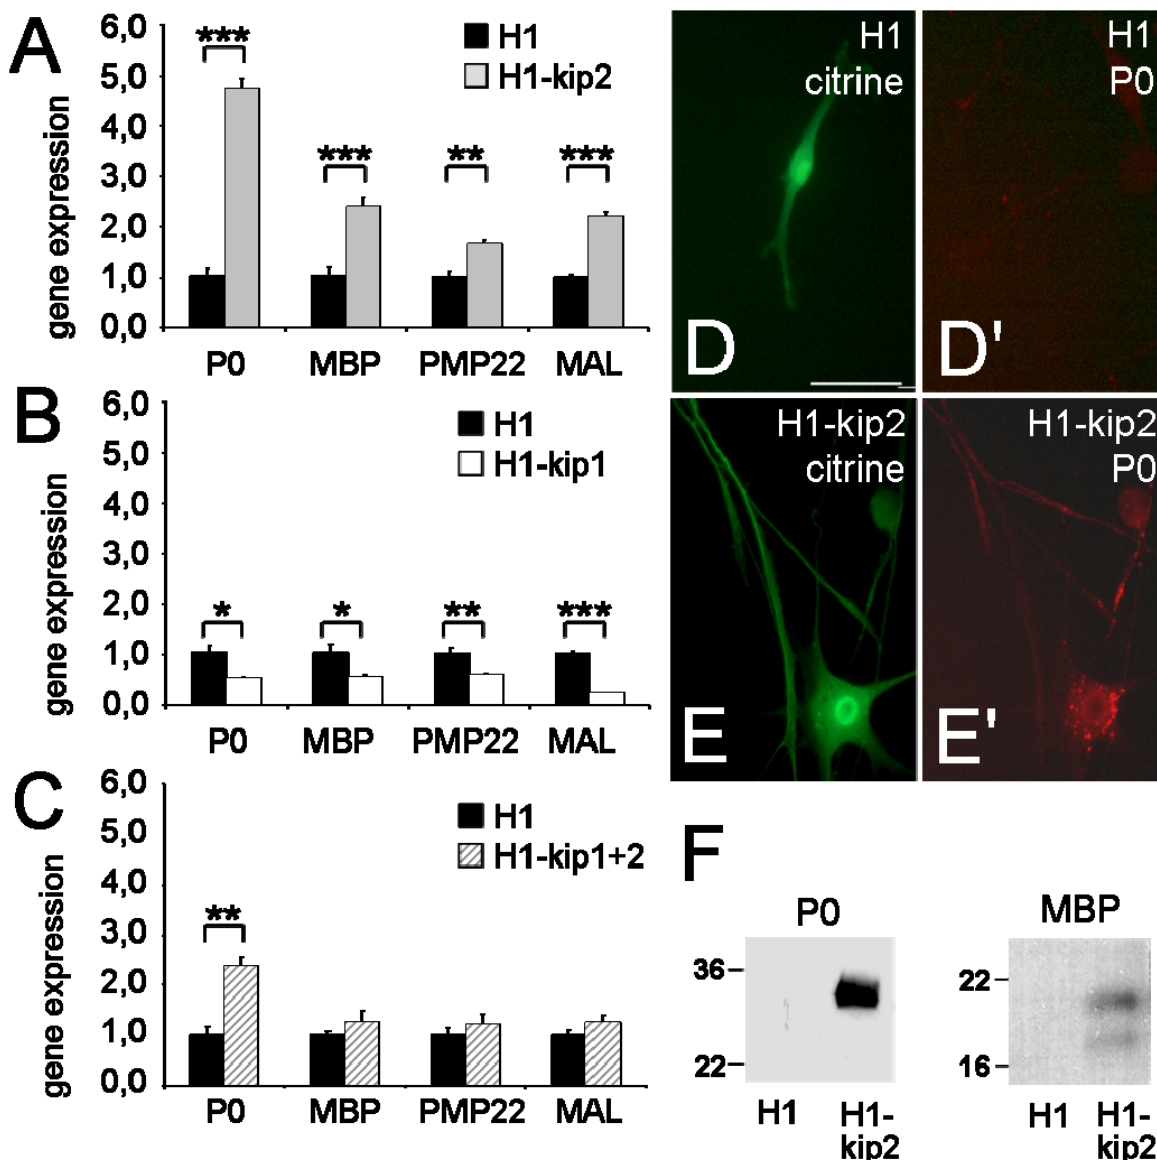 A
gene expression
6,0
5,0
4,0
3,0
2,0
1,0
0,0
***
***
**
***
H1
H1-kip2
P0 MBP PMP22 MAL
B
gene expression
6,0
5,0
4,0
3,0
2,0
1,0
0,0
*
*
**
***
H1
H1-kip1
P0 MBP PMP22 MAL
C
gene expression
6,0
5,0
4,0
3,0
2,0
1,0
0,0
**
H1
H1-kip1+2
P0 MBP PMP22 MAL
H1
citrine
D
H1
P0
D'
H1-kip2
citrine
E
H1-kip2
P0
E'
F
P0
36
22
H1 H1-
kip2
MBP
22
16
H1 H1-
kip2